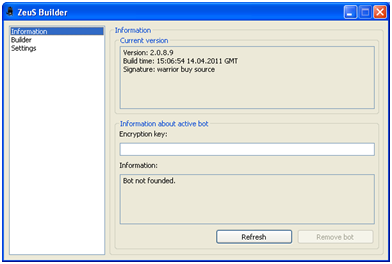 ZeuS Builder
Information
Builder
Settings
Information
Current version
Version: 2.0.8.9
Build time: 15:06:54 14.04.2011 GMT
Signature: warrior buy source
Information about active bot
Encryption key:
Information:
Bot not founded.
Refresh
Remove bot